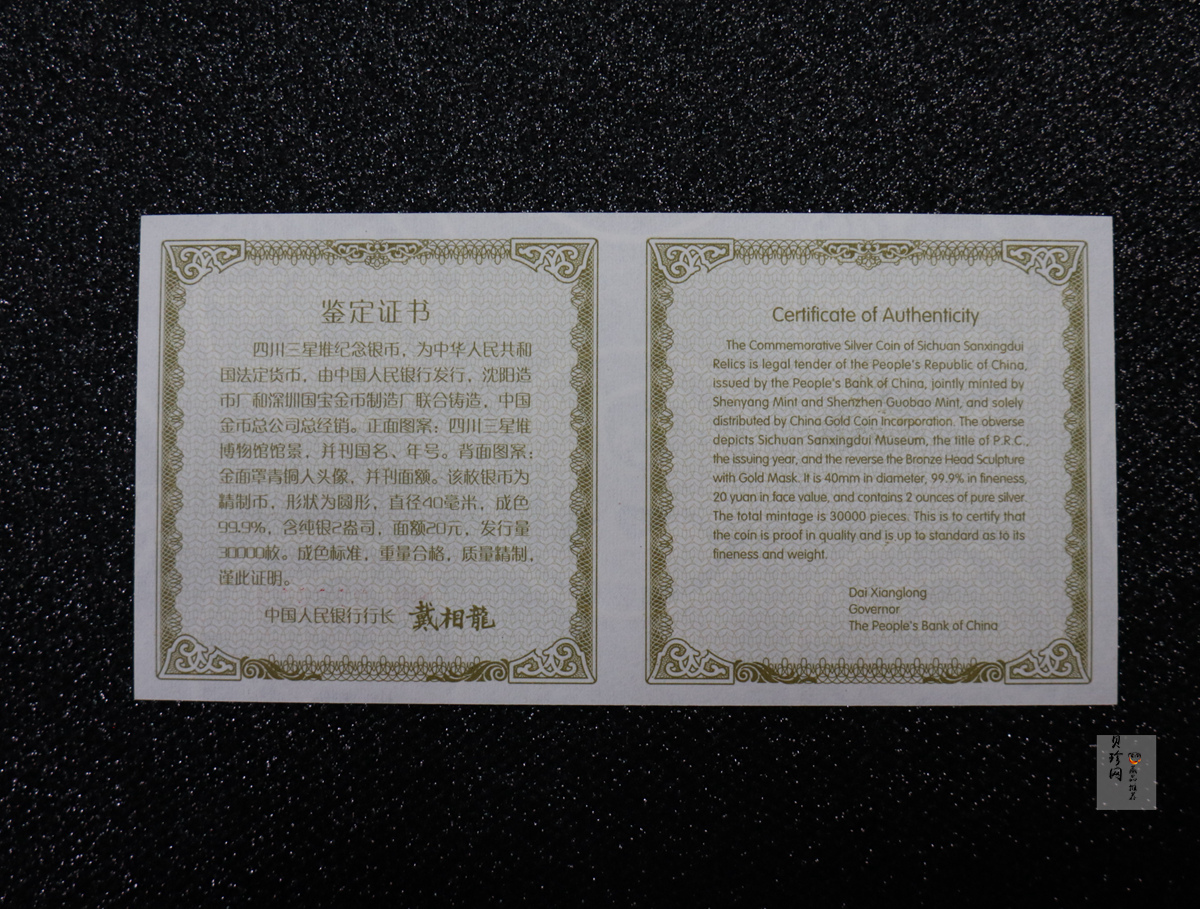 鉴定证书
四川三星堆纪念银币，为中华人民共和
国法定货币，由中国人民银行发行，沈阳造
币厂和深圳国宝金币制造厂联合铸造，中国
金币总公司总经销。正面图案：四川三星堆
博物馆馆景，并刊国名、年号。背面图案：
金面罩青铜人头像，并刊面额。该枚银币为
精制币，形状为圆形，直径40毫米，成色
99.9%，含纯银2盎司，面额20元，发行量
30000枚。成色标准，重量合格，质量精制，
谨此证明。
中国人民银行行长 戴相龍
Certificate of Authenticity
The Commemorative Silver Coin of Sichuan Sanxingdui
Relics is legal tender of the People's Republic of China,
issued by the People's Bank of China, jointly minted by
Shenyang Mint and Shenzhen Guobao Mint, and solely
distributed by China Gold Coin Incorporation. The obverse
depicts Sichuan Sanxingdui Museum, the title of P.R.C.,
the issuing year, and the reverse the Bronze Head Sculpture
with Gold Mask. It is 40mm in diameter, 99.9% in fineness,
20 yuan in face value, and contains 2 ounces of pure silver.
The total mintage is 30000 pieces. This is to certify that
the coin is proof in quality and is up to standard as to its
fineness and weight.
Dai Xianglong
Governor
The People's Bank of China
贝珍网